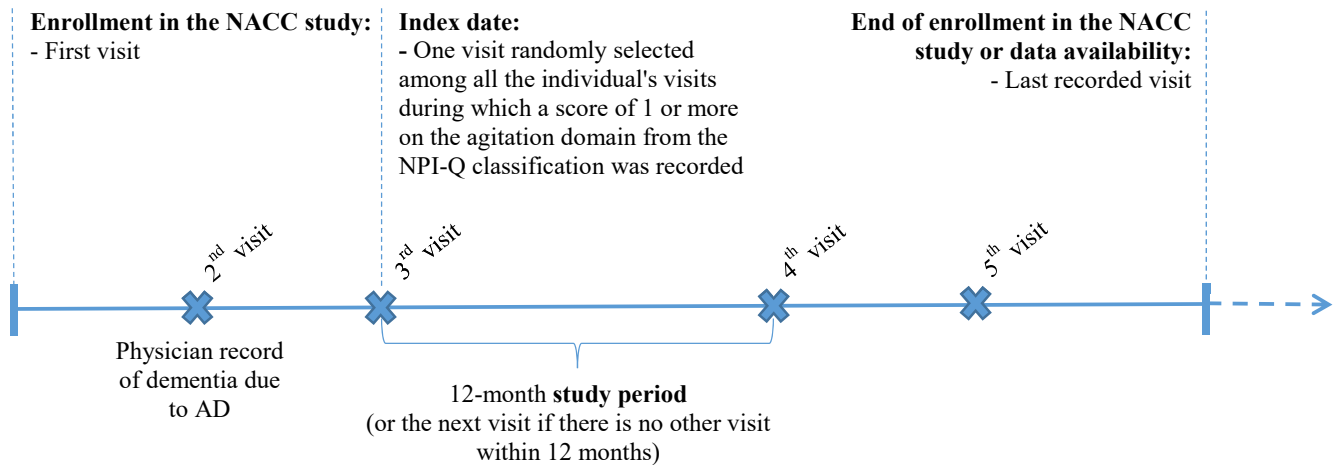 Enrollment in the NACC study:
- First visit
Index date:
- One visit randomly selected
among all the individual's visits
during which a score of 1 or more
on the agitation domain from the
NPI-Q classification was recorded
End of enrollment in the NACC
study or data availability:
- Last recorded visit
2nd visit
3rd visit
4th visit
5th visit
Physician record
of dementia due
to AD
12-month study period
(or the next visit if there is no other visit
within 12 months)